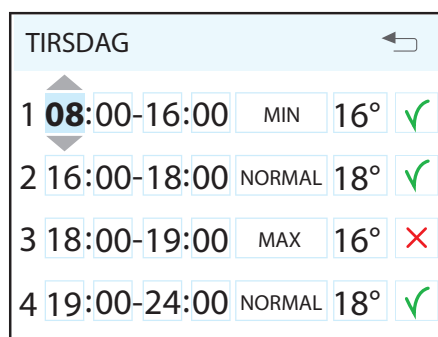 TIRSDAG
1 08:00-16:00 MIN 16°
2 16:00-18:00 NORMAL 18°
3 18:00-19:00 MAX 16°
4 19:00-24:00 NORMAL 18°